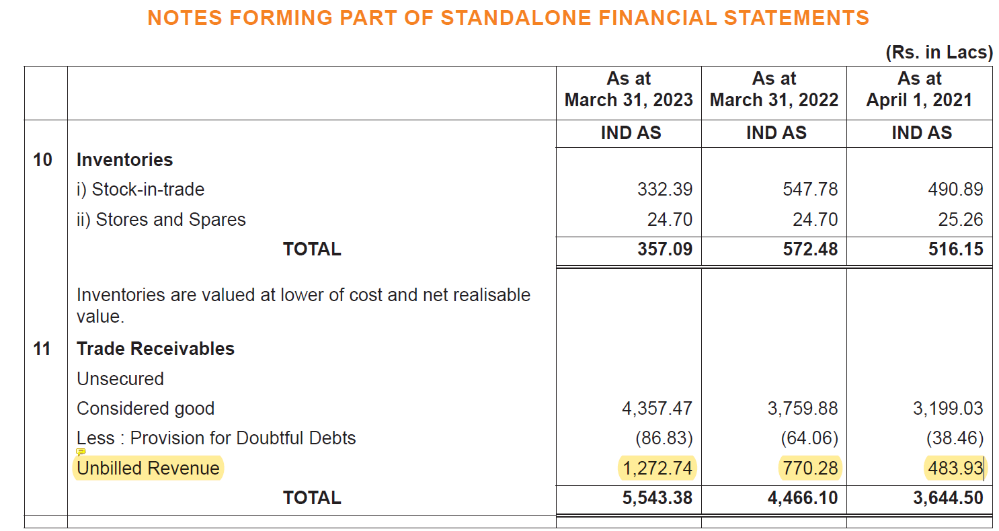 NOTES FORMING PART OF STANDALONE FINANCIAL STATEMENTS
(Rs. in Lacs)
As at March 31, 2023 As at March 31, 2022 As at April 1, 2021
IND AS IND AS IND AS
10 Inventories
i) Stock-in-trade 332.39 547.78 490.89
ii) Stores and Spares 24.70 24.70 25.26
TOTAL 357.09 572.48 516.15
Inventories are valued at lower of cost and net realisable
value.
11 Trade Receivables
Unsecured
Considered good 4,357.47 3,759.88 3,199.03
Less : Provision for Doubtful Debts (86.83) (64.06) (38.46)
Unbilled Revenue 1,272.74 770.28 483.93
TOTAL 5,543.38 4,466.10 3,644.50